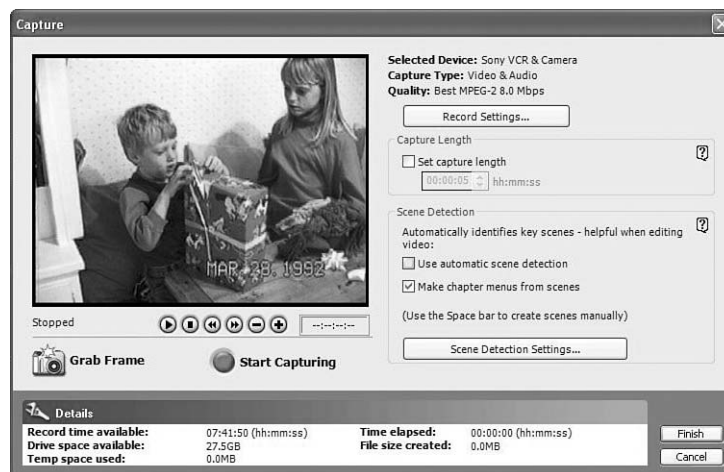 Capture
Selected Device: Sony VCR & Camera
Capture Type: Video & Audio
Quality: Best MPEG-2 8.0 Mbps
Record Settings...
Capture Length
Set capture length
00:00:05 hh:mm:ss
Scene Detection
Automatically identifies key scenes - helpful when editing
video:
Use automatic scene detection
Make chapter menus from scenes
(Use the Space bar to create scenes manually)
Scene Detection Settings...
MAR. 28. 1992
Stopped
--:--:--:--
Grab Frame
Start Capturing
Details
Record time available: 07:41:50 (hh:mm:ss)
Drive space available: 27.5GB
Temp space used: 0.0MB
Time elapsed: 00:00:00 (hh:mm:ss)
File size created: 0.0MB
Finish
Cancel